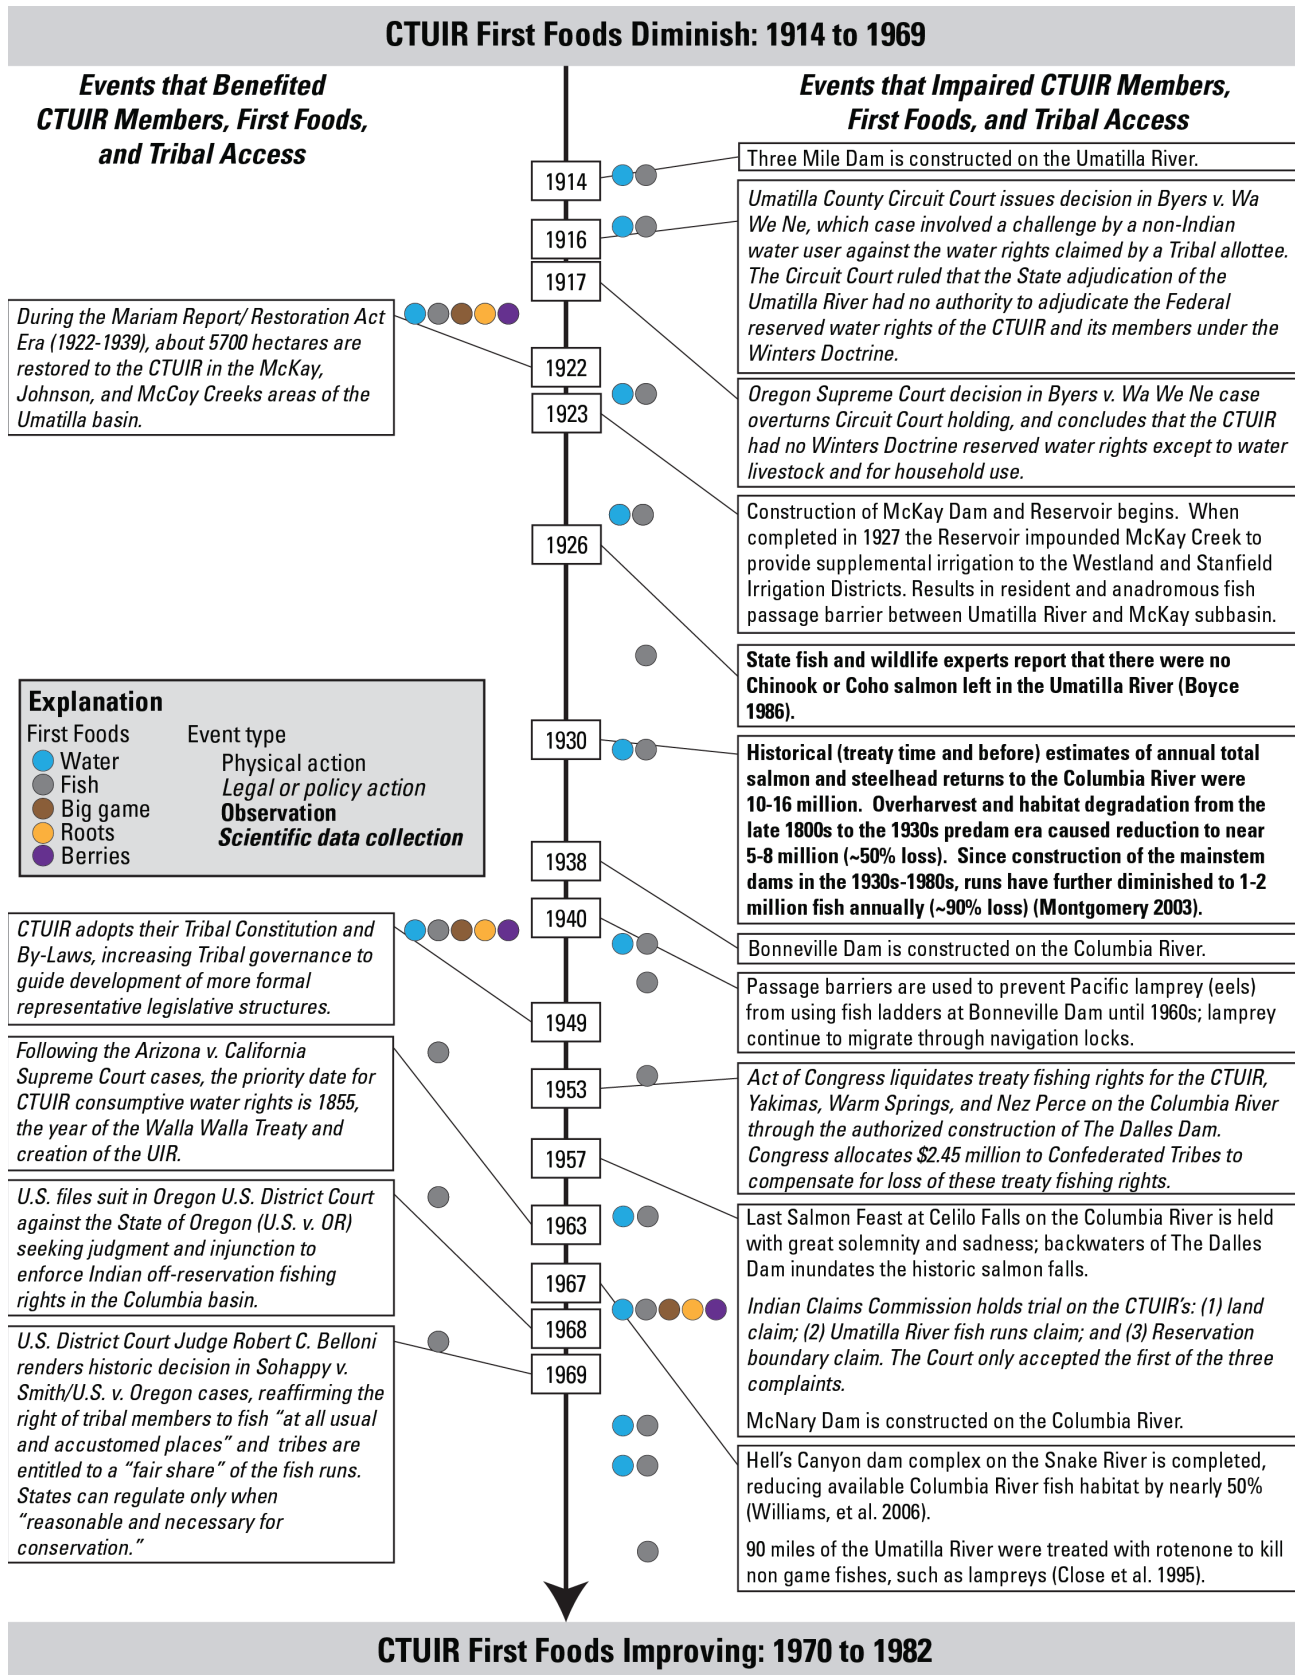 CTUIR First Foods Diminish: 1914 to 1969
Events that Benefited
CTUIR Members, First Foods,
and Tribal Access
Events that Impaired CTUIR Members,
First Foods, and Tribal Access
1914
Three Mile Dam is constructed on the Umatilla River.
1916
Umatilla County Circuit Court issues decision in Byers v. Wa
We Ne, which case involved a challenge by a non-Indian
water user against the water rights claimed by a Tribal allottee.
The Circuit Court ruled that the State adjudication of the
Umatilla River had no authority to adjudicate the Federal
reserved water rights of the CTUIR and its members under the
Winters Doctrine.
1917
Oregon Supreme Court decision in Byers v. Wa We Ne case
overturns Circuit Court holding, and concludes that the CTUIR
had no Winters Doctrine reserved water rights except to water
livestock and for household use.
During the Mariam Report/ Restoration Act
Era (1922-1939), about 5700 hectares are
restored to the CTUIR in the McKay,
Johnson, and McCoy Creeks areas of the
Umatilla basin.
1922
1923
Construction of McKay Dam and Reservoir begins. When
completed in 1927 the Reservoir impounded McKay Creek to
provide supplemental irrigation to the Westland and Stanfield
Irrigation Districts. Results in resident and anadromous fish
passage barrier between Umatilla River and McKay subbasin.
1926
State fish and wildlife experts report that there were no
Chinook or Coho salmon left in the Umatilla River (Boyce
1986).
Explanation
First Foods
Water
Fish
Big game
Roots
Berries
Event type
Physical action
Legal or policy action
Observation
Scientific data collection
1930
Historical (treaty time and before) estimates of annual total
salmon and steelhead returns to the Columbia River were
10-16 million. Overharvest and habitat degradation from the
late 1800s to the 1930s predam era caused reduction to near
5-8 million (~50% loss). Since construction of the mainstem
dams in the 1930s-1980s, runs have further diminished to 1-2
million fish annually (~90% loss) (Montgomery 2003).
1938
Bonneville Dam is constructed on the Columbia River.
1940
Passage barriers are used to prevent Pacific lamprey (eels)
from using fish ladders at Bonneville Dam until 1960s; lamprey
continue to migrate through navigation locks.
CTUIR adopts their Tribal Constitution and
By-Laws, increasing Tribal governance to
guide development of more formal
representative legislative structures.
1949
1953
Act of Congress liquidates treaty fishing rights for the CTUIR,
Yakimas, Warm Springs, and Nez Perce on the Columbia River
through the authorized construction of The Dalles Dam.
Congress allocates $2.45 million to Confederated Tribes to
compensate for loss of these treaty fishing rights.
Following the Arizona v. California
Supreme Court cases, the priority date for
CTUIR consumptive water rights is 1855,
the year of the Walla Walla Treaty and
creation of the UIR.
1957
Last Salmon Feast at Celilo Falls on the Columbia River is held
with great solemnity and sadness; backwaters of The Dalles
Dam inundates the historic salmon falls.
Indian Claims Commission holds trial on the CTUIR's: (1) land
claim; (2) Umatilla River fish runs claim; and (3) Reservation
boundary claim. The Court only accepted the first of the three
complaints.
McNary Dam is constructed on the Columbia River.
1963
U.S. files suit in Oregon U.S. District Court
against the State of Oregon (U.S. v. OR)
seeking judgment and injunction to
enforce Indian off-reservation fishing
rights in the Columbia basin.
1967
Hell's Canyon dam complex on the Snake River is completed,
reducing available Columbia River fish habitat by nearly 50%
(Williams, et al. 2006).
90 miles of the Umatilla River were treated with rotenone to kill
non game fishes, such as lampreys (Close et al. 1995).
1968
1969
U.S. District Court Judge Robert C. Belloni
renders historic decision in Sohappy v.
Smith/U.S. v. Oregon cases, reaffirming the
right of tribal members to fish “at all usual
and accustomed places” and tribes are
entitled to a “fair share” of the fish runs.
States can regulate only when
“reasonable and necessary for
conservation.”
CTUIR First Foods Improving: 1970 to 1982